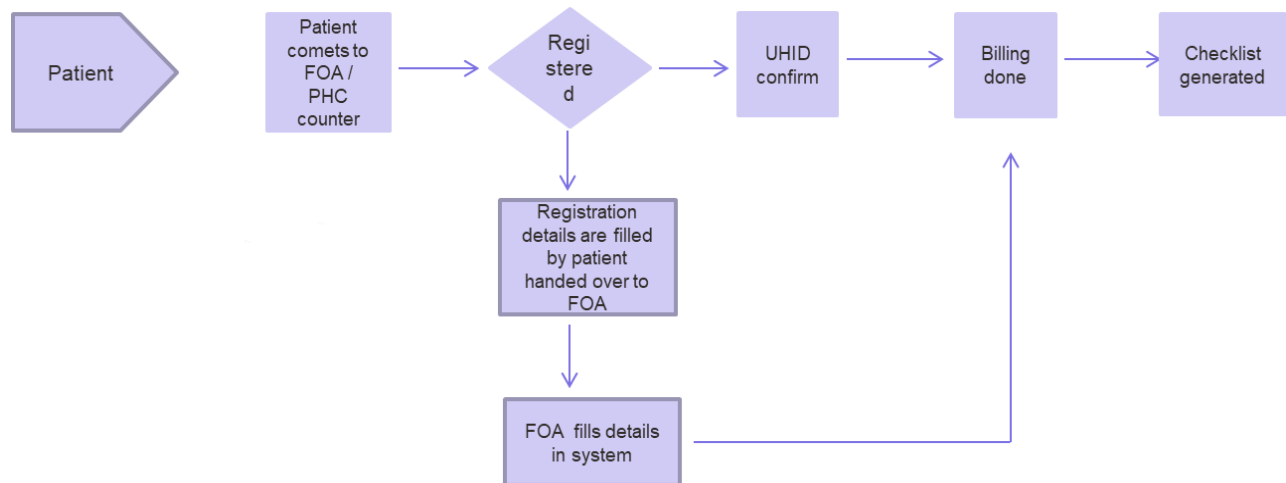 Patient
Patient
comets to
FOA /
PHC
counter
Regi
stere
d
UHID
confirm
Billing
done
Checklist
generated
Registration
details are filled
by patient
handed over to
FOA
FOA fills details
in system